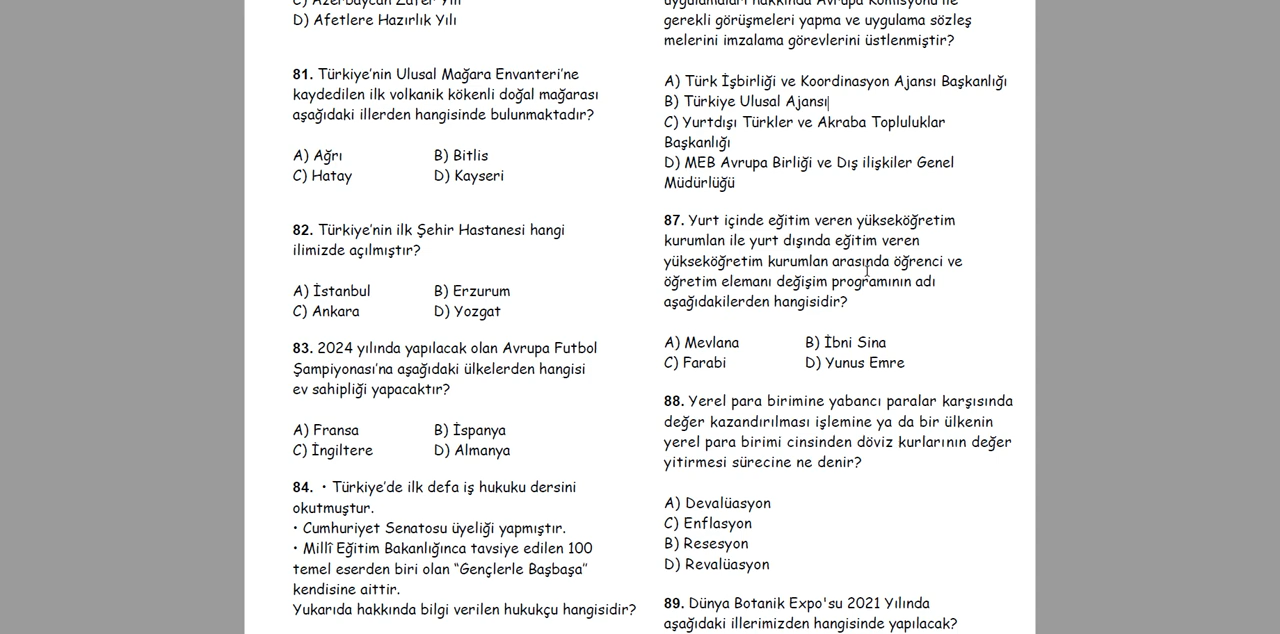 C) Azerbaycan Zafer Yılı
D) Afetlere Hazırlık Yılı
81. Türkiye’nin Ulusal Mağara Envanteri’ne
kaydedilen ilk volkanik kökenli doğal mağarası
aşağıdaki illerden hangisinde bulunmaktadır?
A) Ağrı B) Bitlis
C) Hatay D) Kayseri
82. Türkiye’nin ilk Şehir Hastanesi hangi
ilimizde açılmıştır?
A) İstanbul B) Erzurum
C) Ankara D) Yozgat
83. 2024 yılında yapılacak olan Avrupa Futbol
Şampiyonası’na aşağıdaki ülkelerden hangisi
ev sahipliği yapacaktır?
A) Fransa B) İspanya
C) İngiltere D) Almanya
84. • Türkiye’de ilk defa iş hukuku dersini
okutmuştur.
• Cumhuriyet Senatosu üyeliği yapmıştır.
• Millî Eğitim Bakanlığınca tavsiye edilen 100
temel eserden biri olan “Gençlerle Başbaşa”
kendisine aittir.
Yukarıda hakkında bilgi verilen hukukçu hangisidir?
uygulamaları hakkında Avrupa Komisyonu ile
gerekli görüşmeleri yapma ve uygulama sözleş
melerini imzalama görevlerini üstlenmiştir?
A) Türk İşbirliği ve Koordinasyon Ajansı Başkanlığı
B) Türkiye Ulusal Ajansı
C) Yurtdışı Türkler ve Akraba Topluluklar
Başkanlığı
D) MEB Avrupa Birliği ve Dış ilişkiler Genel
Müdürlüğü
87. Yurt içinde eğitim veren yükseköğretim
kurumlan ile yurt dışında eğitim veren
yükseköğretim kurumlan arasında öğrenci ve
öğretim elemanı değişim programının adı
aşağıdakilerden hangisidir?
A) Mevlana B) İbni Sina
C) Farabi D) Yunus Emre
88. Yerel para birimine yabancı paralar karşısında
değer kazandırılması işlemine ya da bir ülkenin
yerel para birimi cinsinden döviz kurlarının değer
yitirmesi sürecine ne denir?
A) Devalüasyon
C) Enflasyon
B) Resesyon
D) Revalüasyon
89. Dünya Botanik Expo'su 2021 Yılında
aşağıdaki illerimizden hangisinde yapılacak?